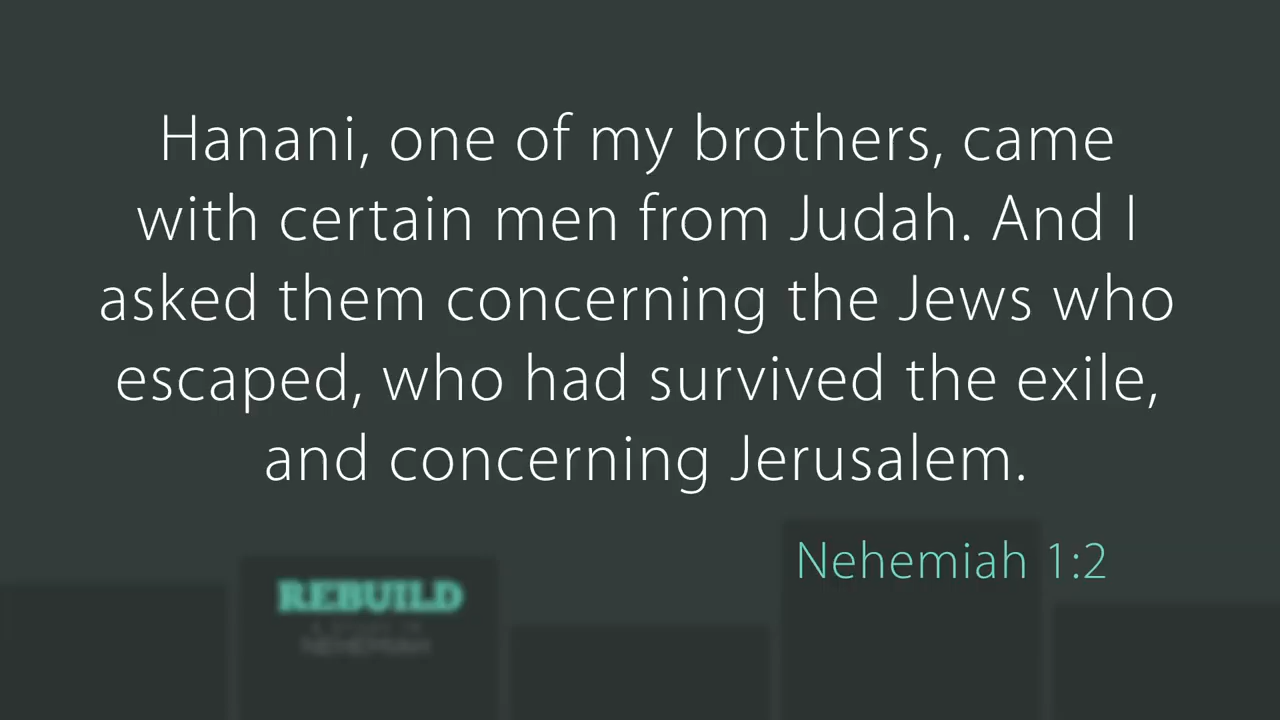 Hanani, one of my brothers, came
with certain men from Judah. And I
asked them concerning the Jews who
escaped, who had survived the exile,
and concerning Jerusalem.
Nehemiah 1:2
REBUILD
NEHEMIAH